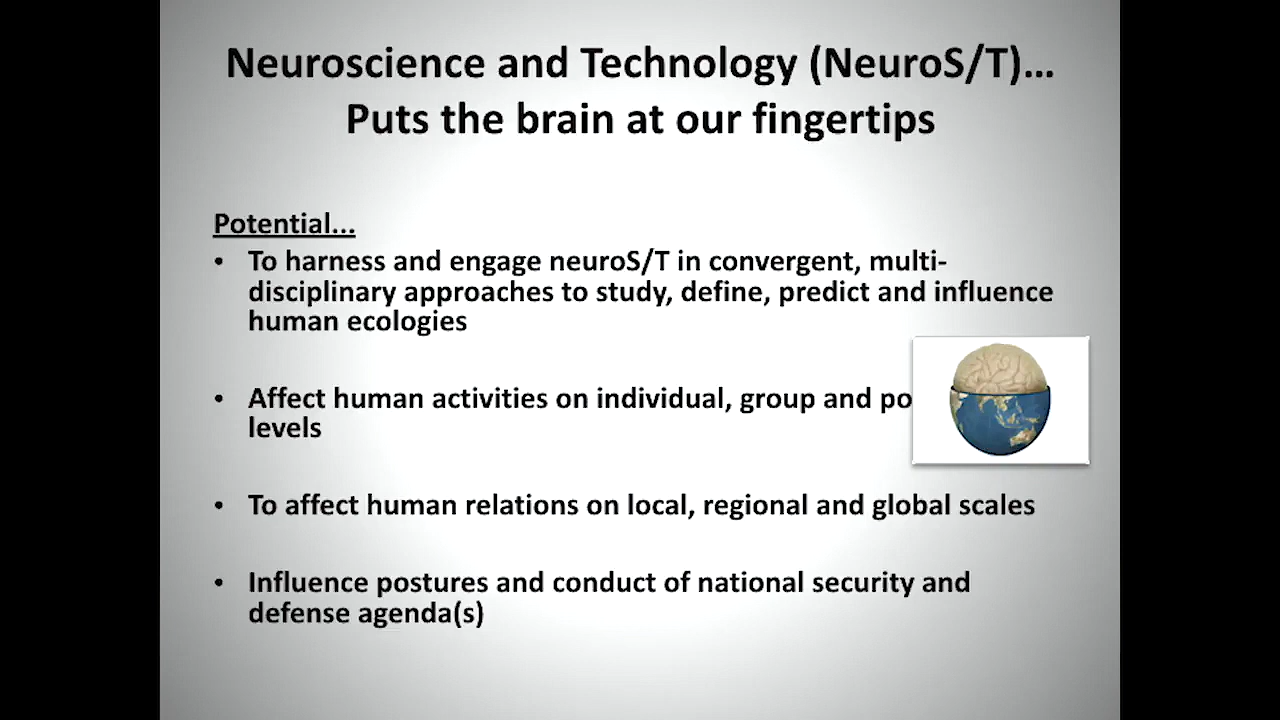 Neuroscience and Technology (NeuroS/T)…
Puts the brain at our fingertips
Potential...
• To harness and engage neuroS/T in convergent, multi-
disciplinary approaches to study, define, predict and influence
human ecologies
• Affect human activities on individual, group and po
levels
• To affect human relations on local, regional and global scales
• Influence postures and conduct of national security and
defense agenda(s)